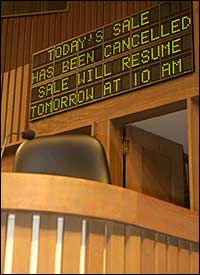 TODAY'S SALE
HAS BEEN CANCELLED
SALE WILL RESUME
TOMORROW AT 10 AM